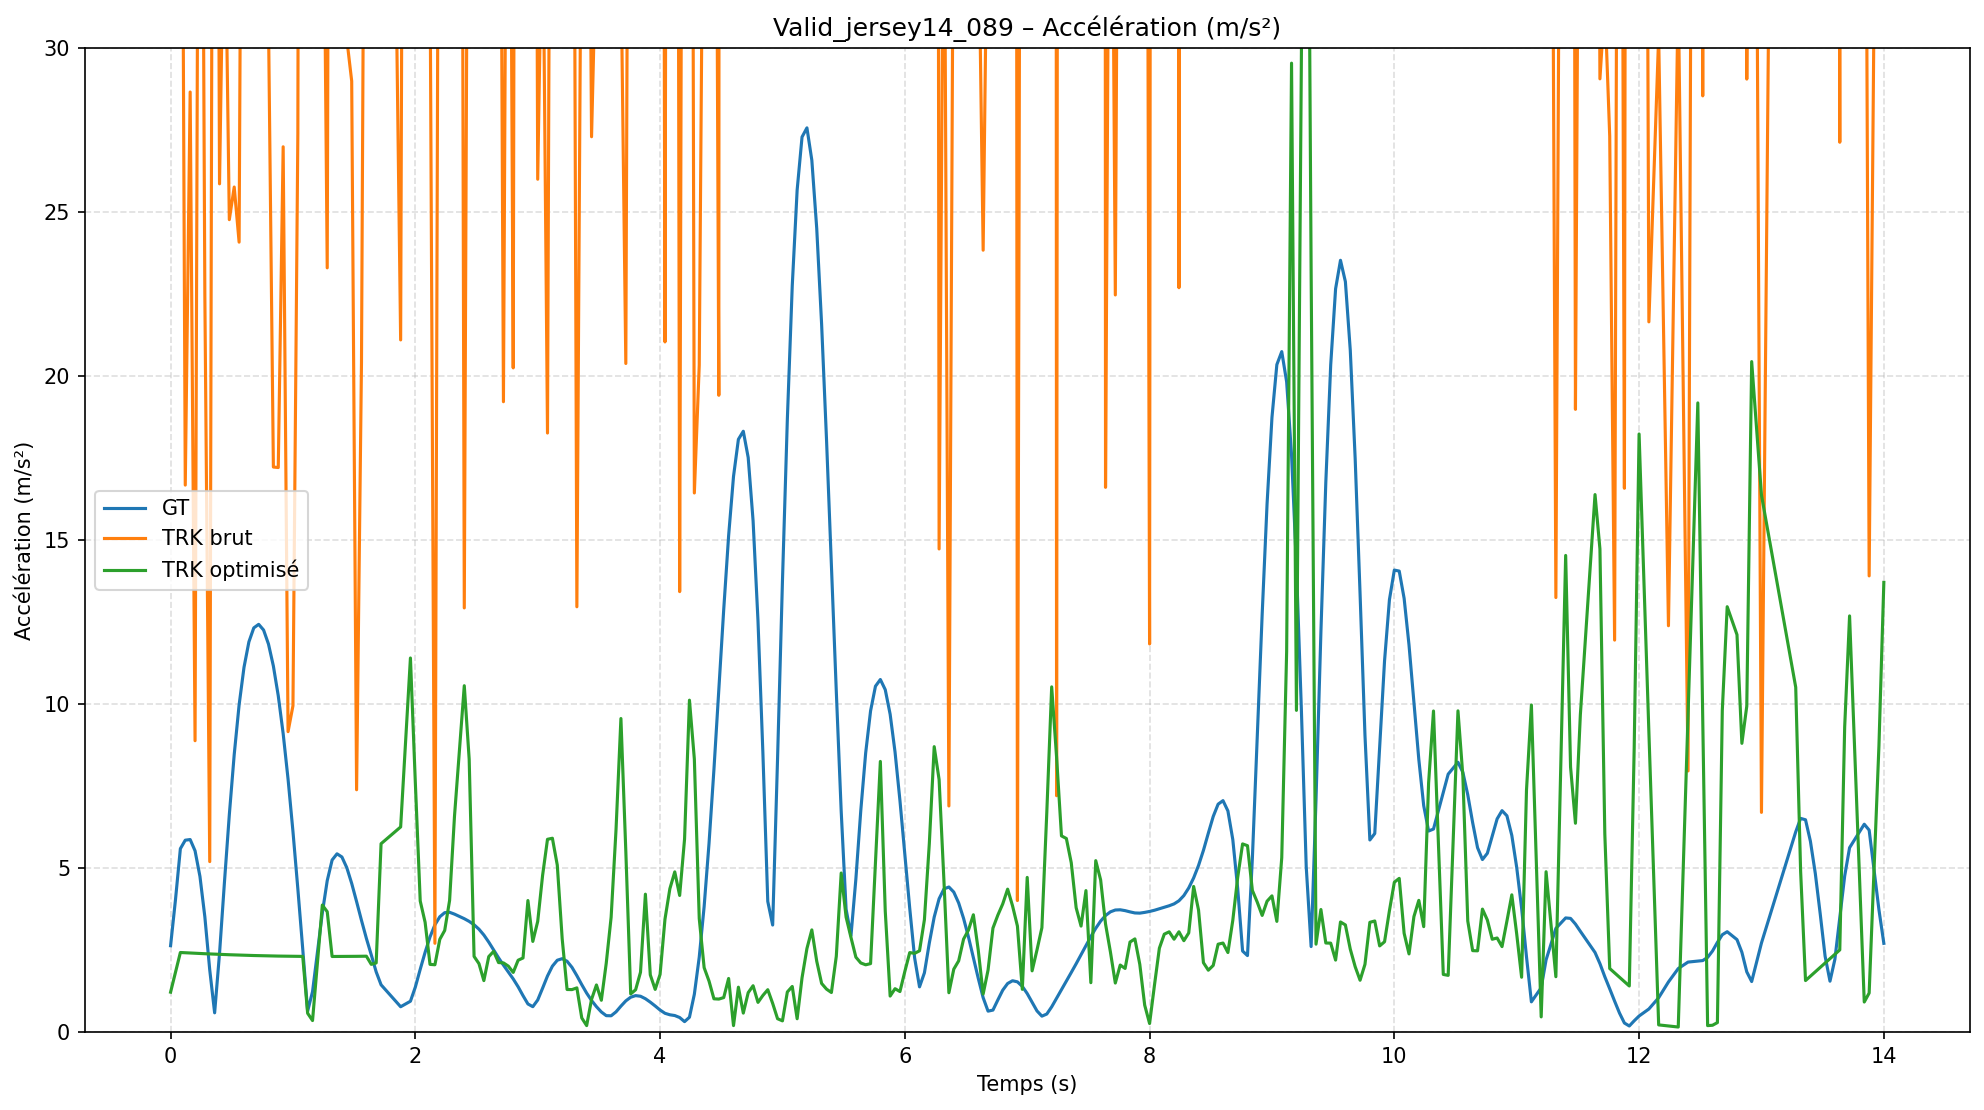 Valid_jersey14_089 – Accélération (m/s²)
30
25
20
15
10
5
0
Accélération (m/s²)
GT
TRK brut
TRK optimisé
0 2 4 6 8 10 12 14
Temps (s)